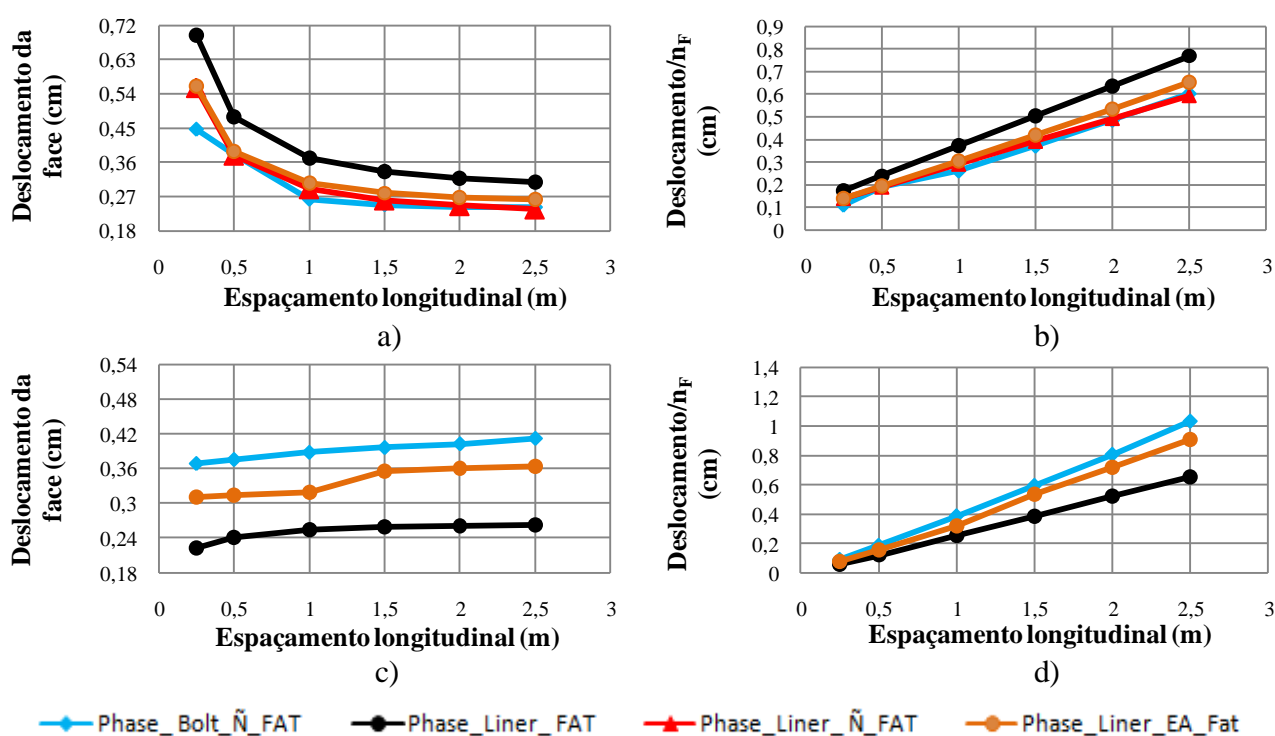 0,72
0,63
0,54
0,45
0,36
0,27
0,18
0 0,5 1 1,5 2 2,5 3
Deslocamento da
face (cm)
Espaçamento longitudinal (m)
a)
0,9
0,8
0,7
0,6
0,5
0,4
0,3
0,2
0,1
0
0 0,5 1 1,5 2 2,5 3
Deslocamento/nF
(cm)
Espaçamento longitudinal (m)
b)
0,54
0,48
0,42
0,36
0,3
0,24
0,18
0 0,5 1 1,5 2 2,5 3
Deslocamento da
face (cm)
Espaçamento longitudinal (m)
c)
1,4
1,2
1
0,8
0,6
0,4
0,2
0
0 0,5 1 1,5 2 2,5 3
Deslocamento/nF
(cm)
Espaçamento longitudinal (m)
d)
Phase_ Bolt_Ñ_FAT Phase_Liner_ FAT Phase_Liner_ Ñ_FAT Phase_Liner_EA_Fat